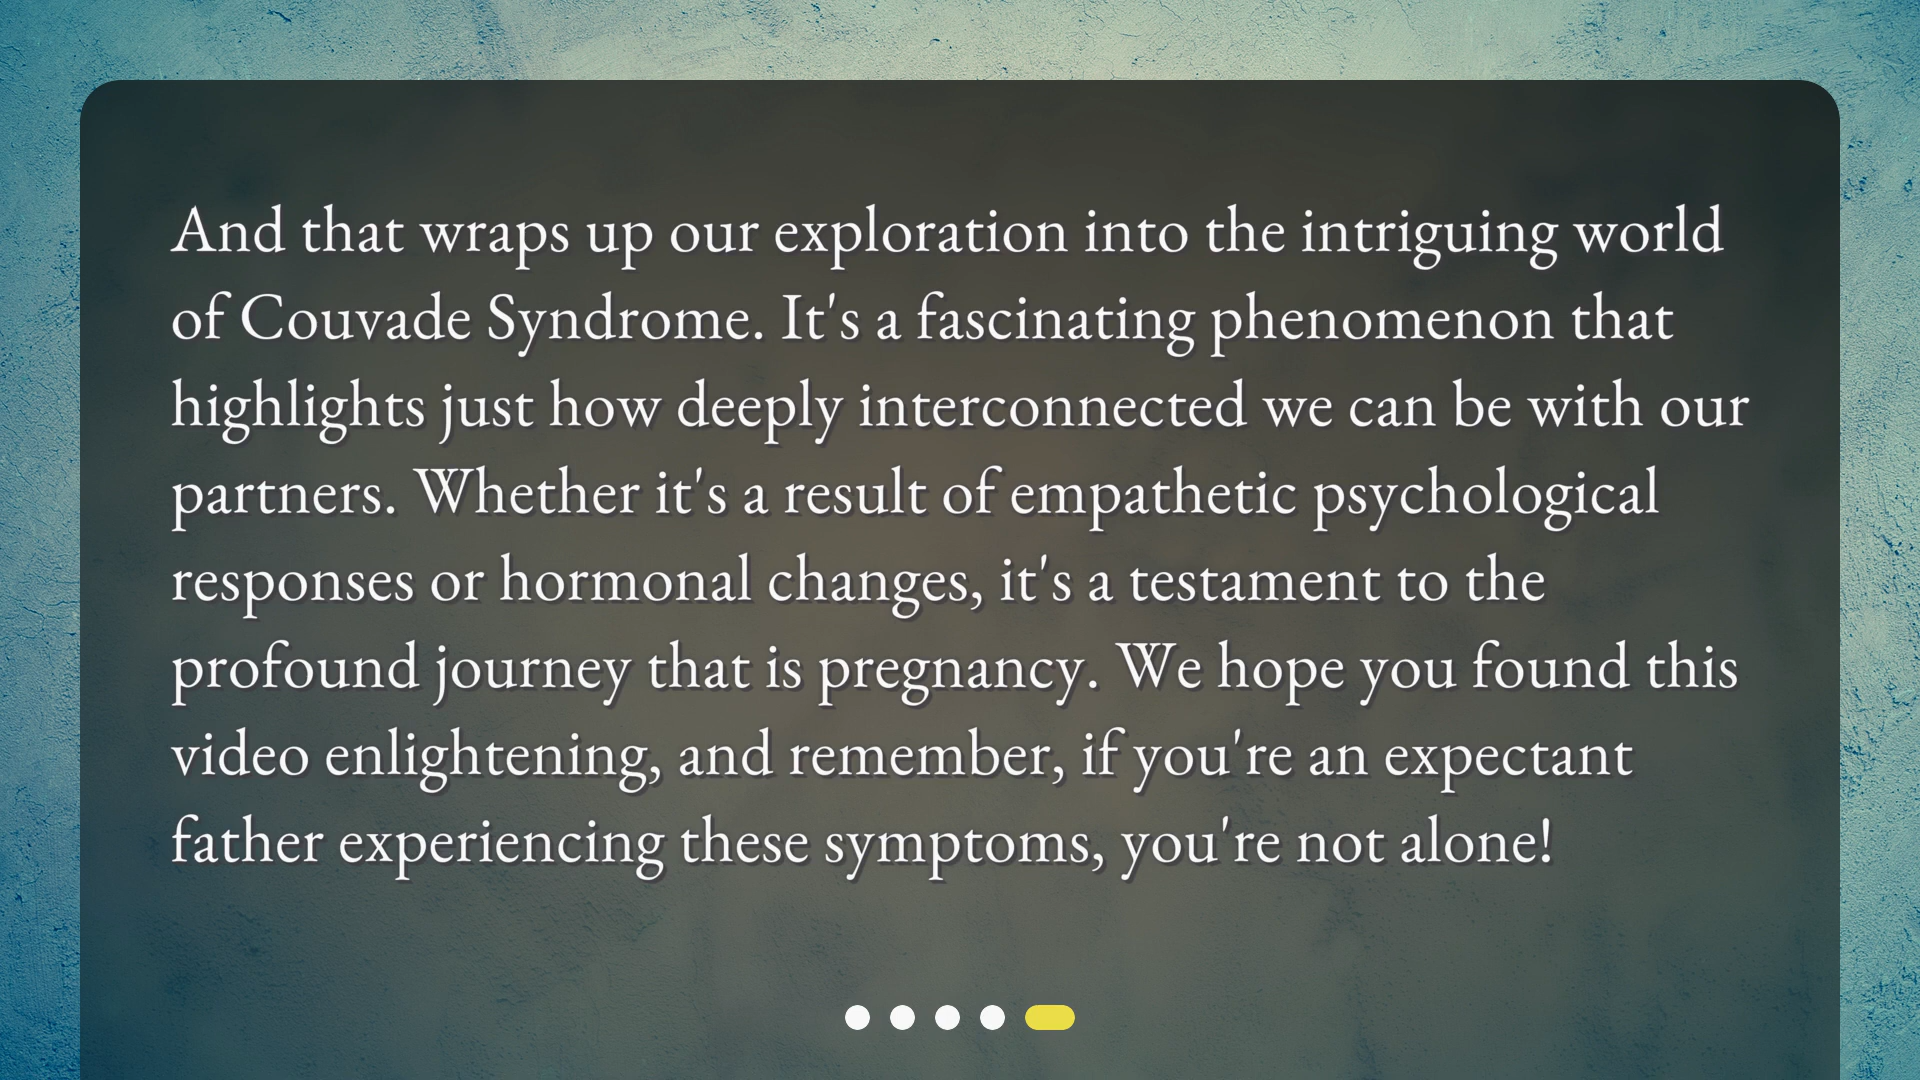 And that wraps up our exploration into the intriguing world
of Couvade Syndrome. It's a fascinating phenomenon that
highlights just how deeply interconnected we can be with our
partners. Whether it's a result of empathetic psychological
responses or hormonal changes, it's a testament to the
profound journey that is pregnancy. We hope you found this
video enlightening, and remember, if you're an expectant
father experiencing these symptoms, you're not alone!